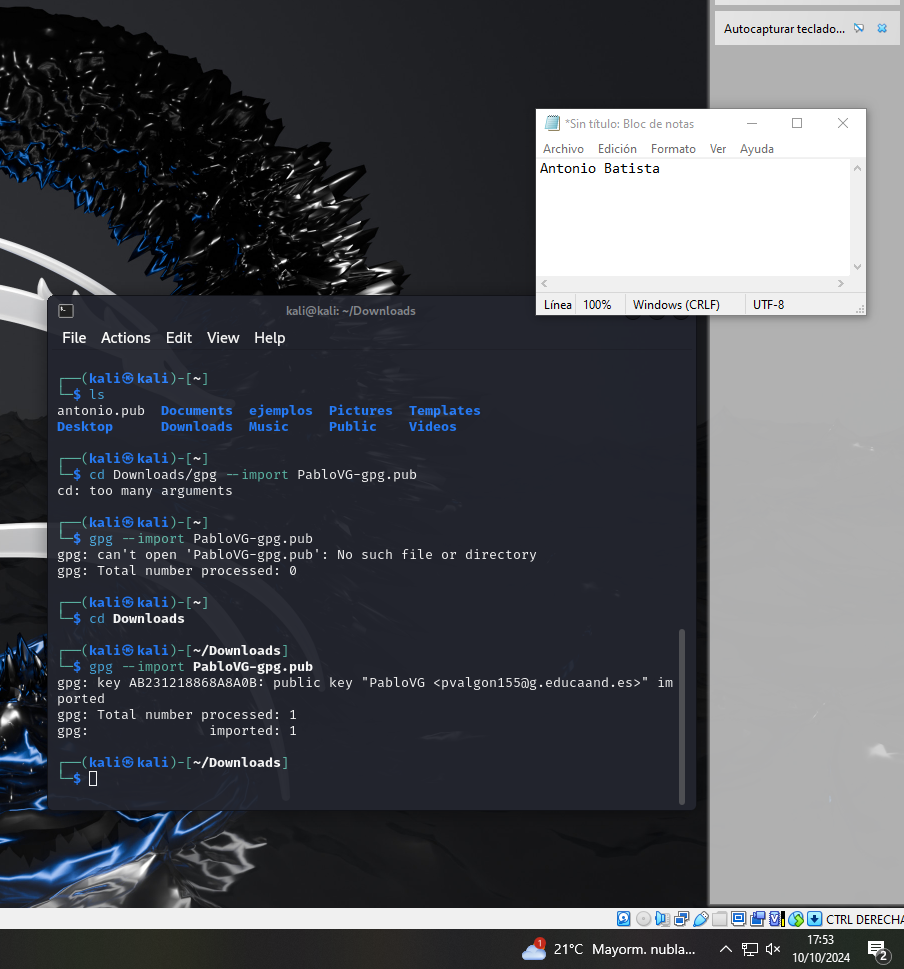 Autocapturar teclado...
*Sin título: Bloc de notas
Archivo Edición Formato Ver Ayuda
Antonio Batista
Línea 100% Windows (CRLF) UTF-8
kali@kali: ~/Downloads
File Actions Edit View Help
┌──(kali㉿kali)-[~]
└─$ ls
antonio.pub Documents ejemplos Pictures Templates
Desktop Downloads Music Public Videos
┌──(kali㉿kali)-[~]
└─$ cd Downloads/gpg --import PabloVG-gpg.pub
cd: too many arguments
┌──(kali㉿kali)-[~]
└─$ gpg --import PabloVG-gpg.pub
gpg: can't open 'PabloVG-gpg.pub': No such file or directory
gpg: Total number processed: 0
┌──(kali㉿kali)-[~]
└─$ cd Downloads
┌──(kali㉿kali)-[~/Downloads]
└─$ gpg --import PabloVG-gpg.pub
gpg: key AB231218868A8A0B: public key "PabloVG <pvalgon155@g.educaand.es>" im
ported
gpg: Total number processed: 1
gpg: imported: 1
┌──(kali㉿kali)-[~/Downloads]
└─$
CTRL DERECHA
1 21°C Mayorm. nubla...
17:53
10/10/2024
2